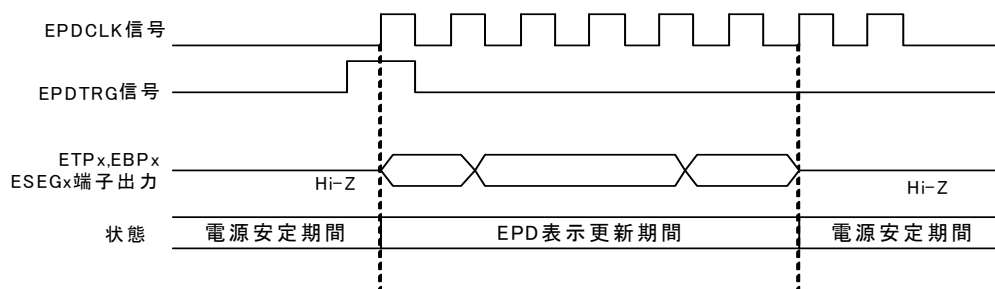 EPDCLK信号
EPDTRG信号
ETPx,EBPx
ESEGx端子出力
Hi-Z
Hi-Z
状態
電源安定期間
EPD表示更新期間
電源安定期間